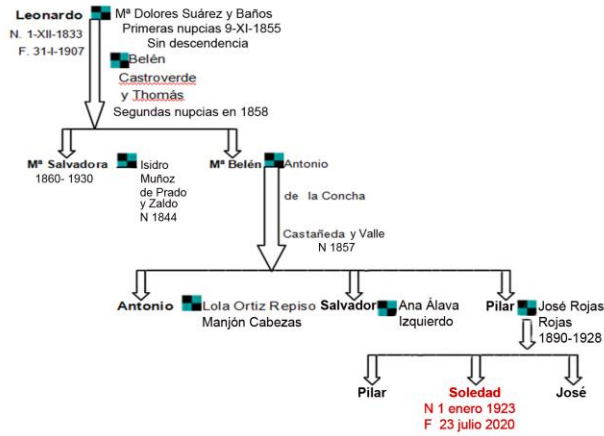 Leonardo Mª Dolores Suárez y Baños
N. 1-XII-1833 Primeras nupcias 9-XI-1855
F. 31-I-1907 Sin descendencia
Belén
Castroverde
y Thomás
Segundas nupcias en 1858
Mª Salvadora
1860- 1930
Isidro
Muñoz
de Prado
y Zaldo
N 1844
Mª Belén Antonio
de la Concha
Castañeda y Valle
N 1857
Antonio Lola Ortiz Repiso
Manjón Cabezas
Salvador Ana Álava
Izquierdo
Pilar José Rojas
Rojas
1890-1928
Pilar
Soledad
N 1 enero 1923
F 23 julio 2020
José